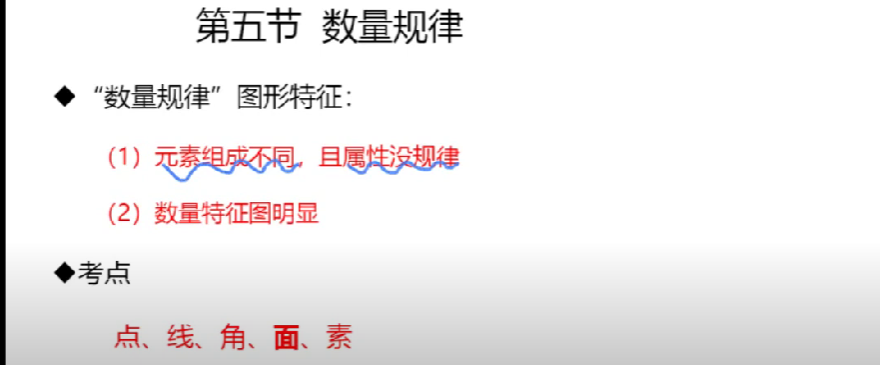 第五节 数量规律
◆ “数量规律”图形特征：
（1）元素组成不同，且属性没规律
（2）数量特征图明显
◆考点
点、线、角、面、素